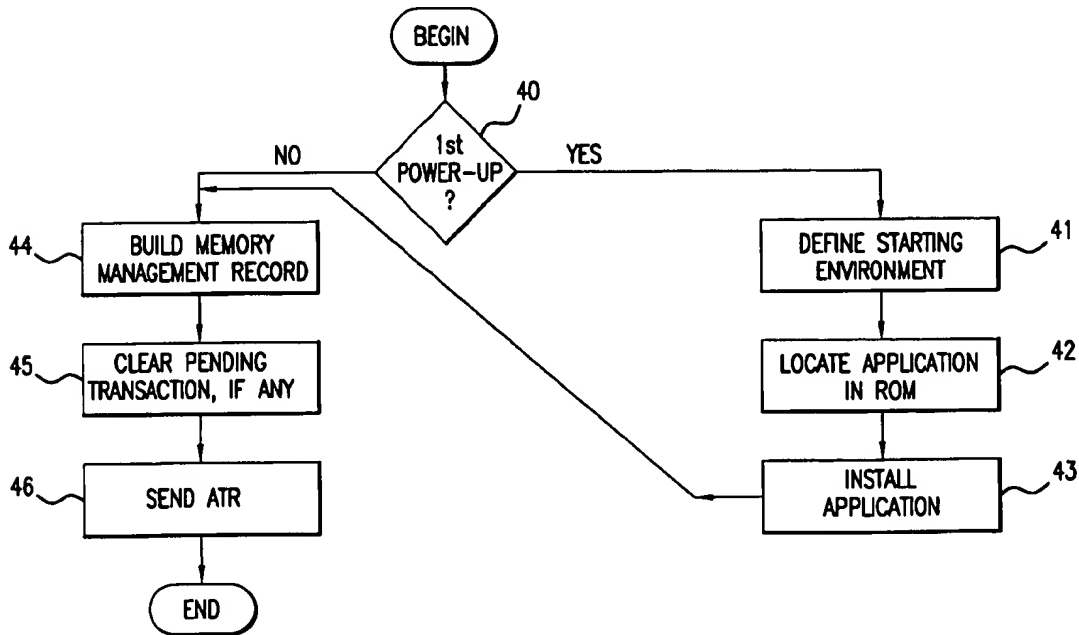 BEGIN
40
1st
POWER-UP
?
NO
YES
44
BUILD MEMORY
MANAGEMENT RECORD
DEFINE STARTING
ENVIRONMENT
41
45
CLEAR PENDING
TRANSACTION, IF ANY
LOCATE APPLICATION
IN ROM
42
46
SEND ATR
INSTALL
APPLICATION
43
END